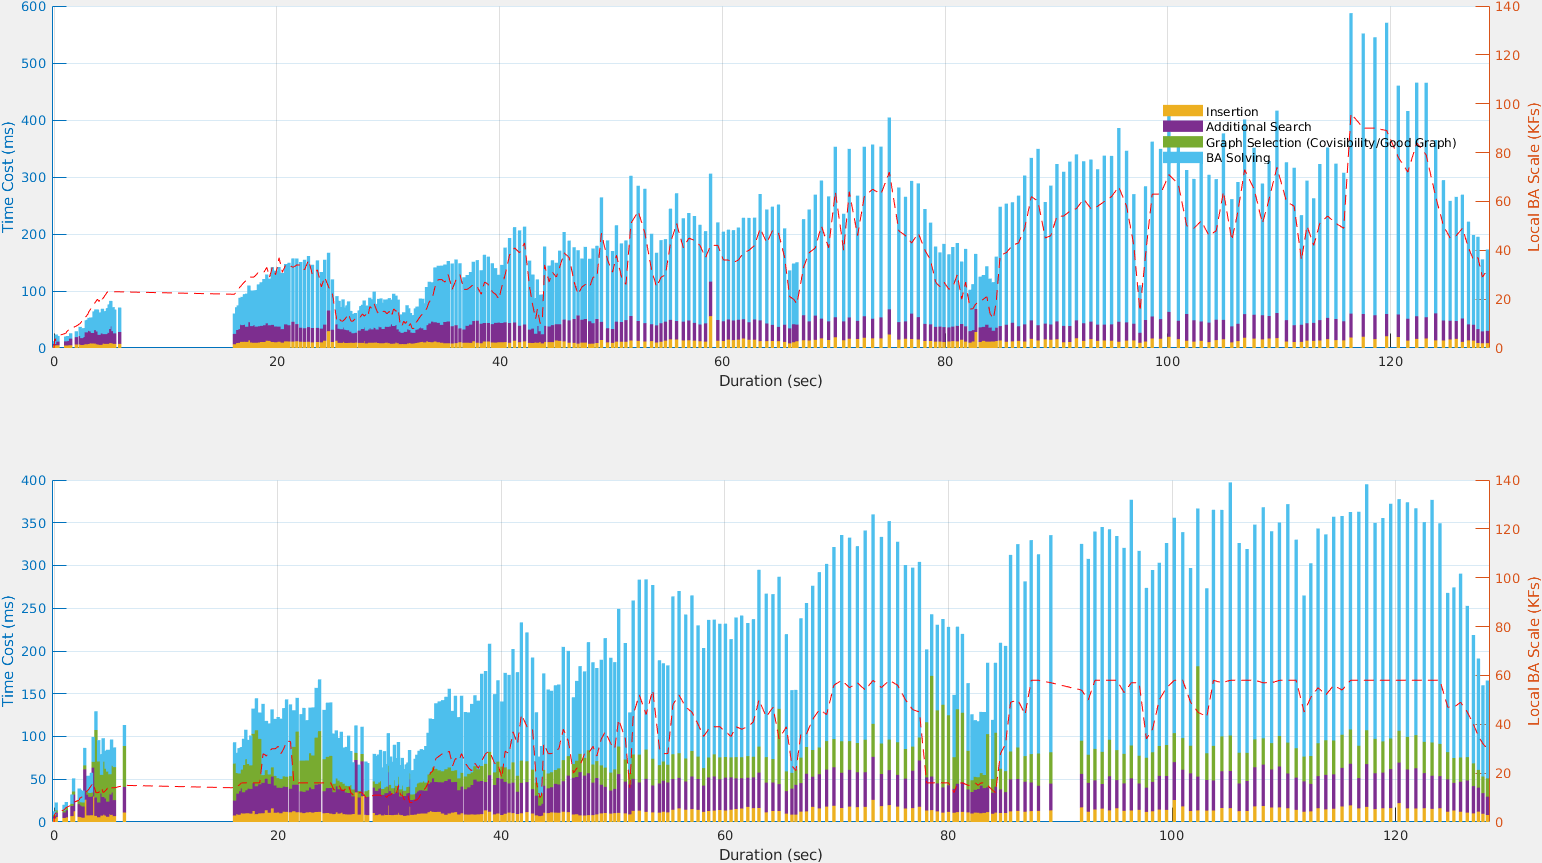 600
500
400
300
200
100
0
Time Cost (ms)
140
120
100
80
60
40
20
0
Local BA Scale (KFs)
Insertion
Additional Search
Graph Selection (Covisibility/Good Graph)
BA Solving
0 20 40 60 80 100 120
Duration (sec)
400
350
300
250
200
150
100
50
0
Time Cost (ms)
140
120
100
80
60
40
20
0
Local BA Scale (KFs)
0 20 40 60 80 100 120
Duration (sec)